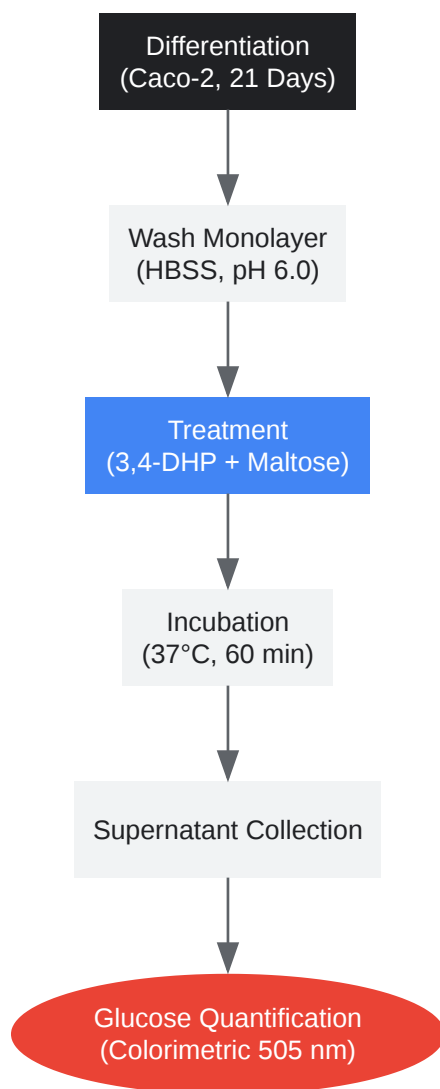 Differentiation
(Caco-2, 21 Days)
Wash Monolayer
(HBSS, pH 6.0)
Treatment
(3,4-DHP + Maltose)
Incubation
(37°C, 60 min)
Supernatant Collection
Glucose Quantification
(Colorimetric 505 nm)